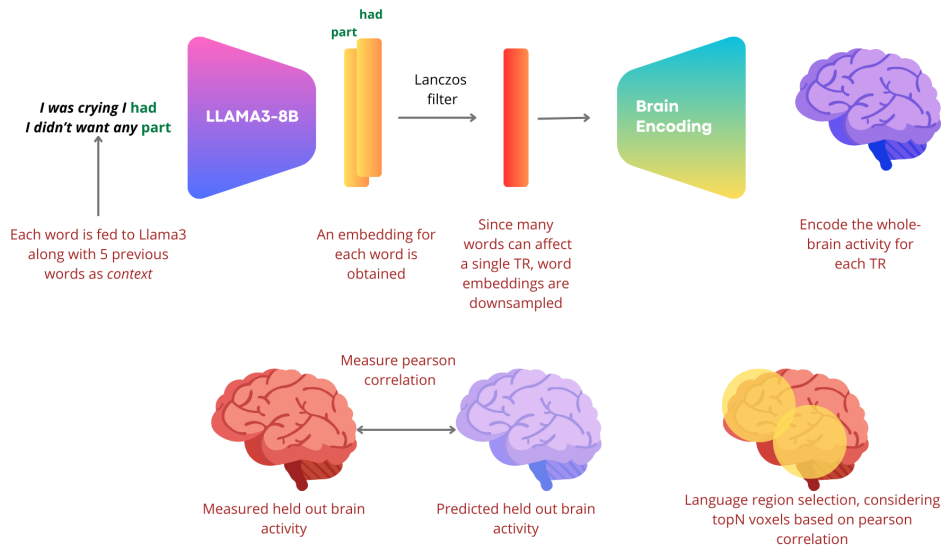 had
part
I was crying I had
I didn't want any part
LLAMA3-8B
Lanczos
filter
Brain
Encoding
Each word is fed to Llama3
along with 5 previous
words as context
An embedding for
each word is
obtained
Since many
words can affect
a single TR, word
embeddings are
downsampled
Encode the whole-
brain activity for
each TR
Measure pearson
correlation
Measured held out brain
activity
Predicted held out brain
activity
Language region selection, considering
topN voxels based on pearson
correlation